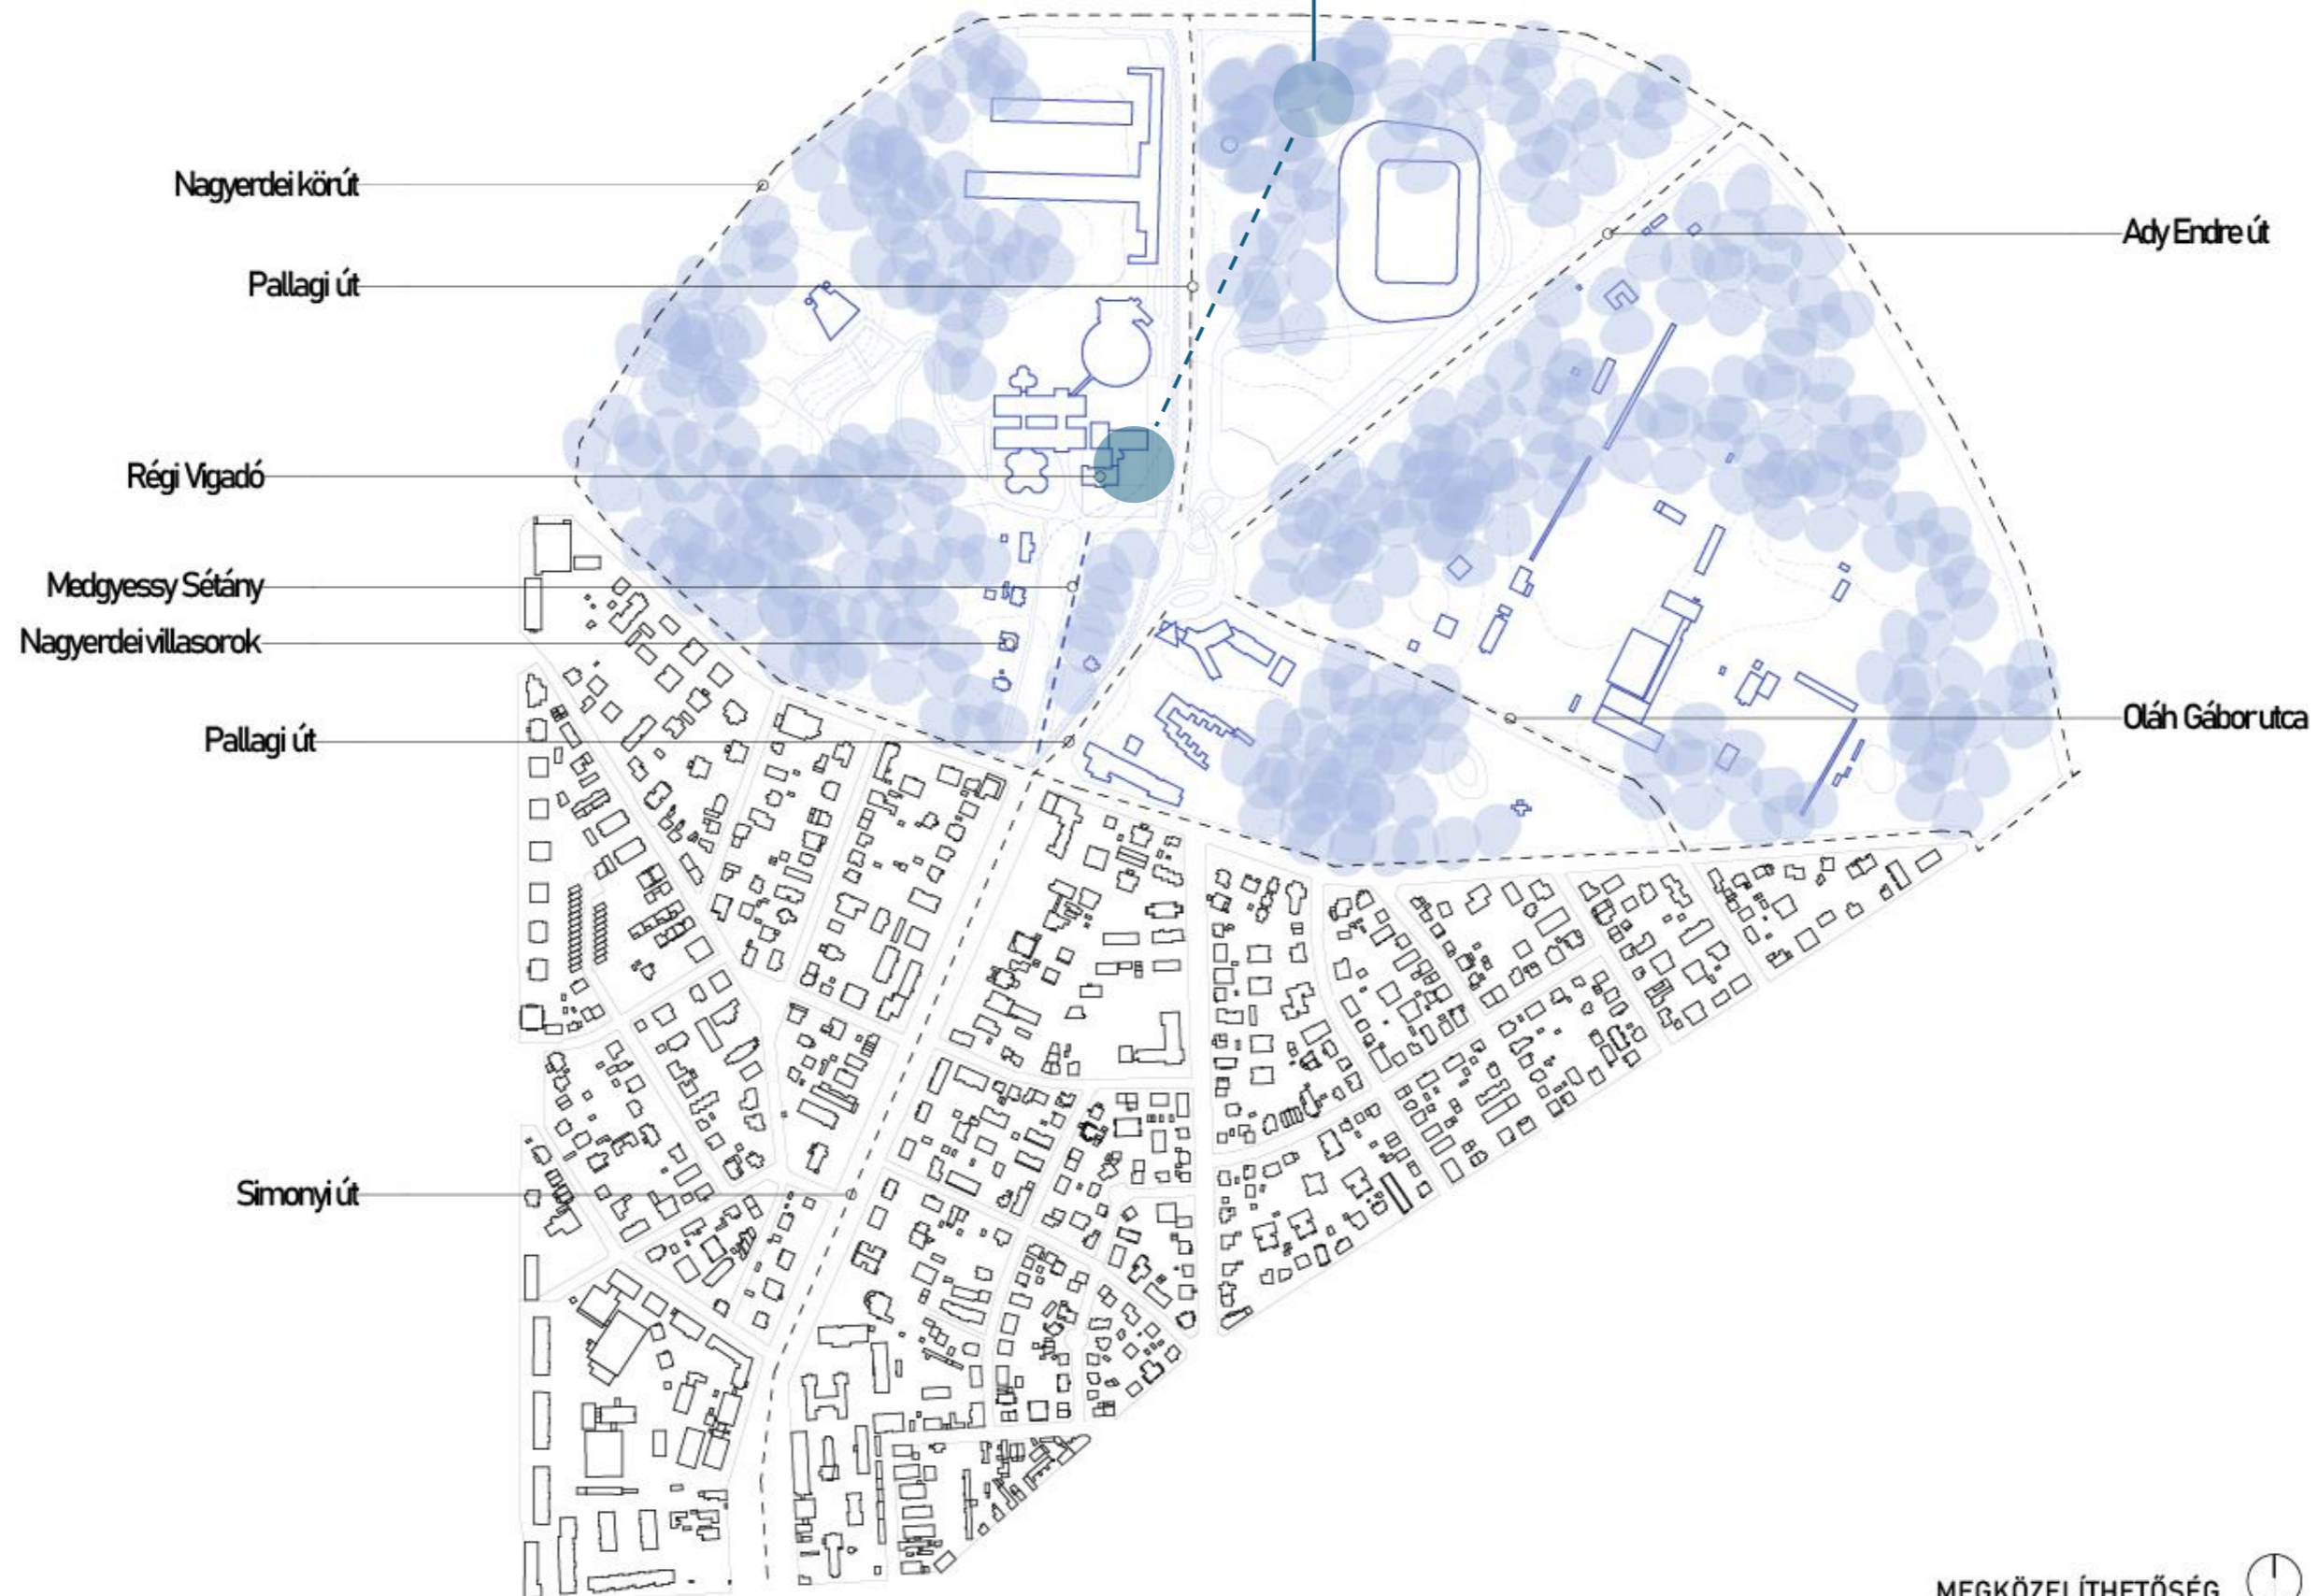 Nagyerdei körút
Ady Endre út
Pallagi út
Régi Vigadó
Medgyessy Sétány
Nagyerdei villasorok
Oláh Gábor utca
Pallagi út
Simonyi út
MEGKÖZELÍTHETŐSÉG